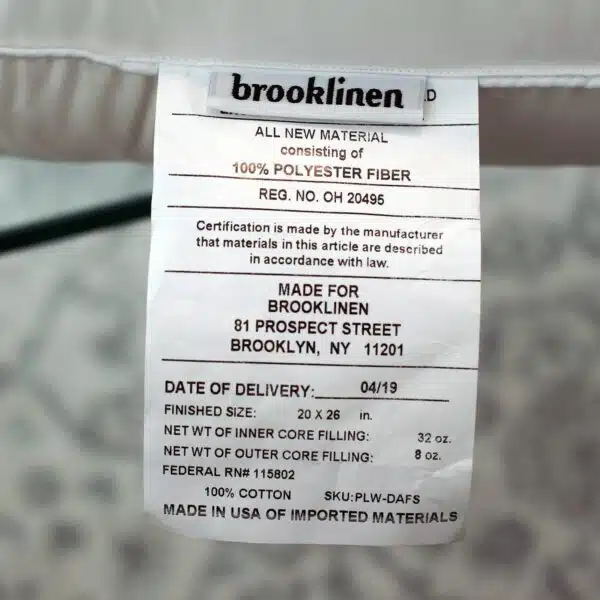 brooklinen
D
ALL NEW MATERIAL
consisting of
100% POLYESTER FIBER
REG. NO. OH 20495
Certification is made by the manufacturer
that materials in this article are described
in accordance with law.
MADE FOR
BROOKLINEN
81 PROSPECT STREET
BROOKLYN, NY 11201
DATE OF DELIVERY: 04/19
FINISHED SIZE: 20 X 26 in.
NET WT OF INNER CORE FILLING: 32 oz.
NET WT OF OUTER CORE FILLING: 8 oz.
FEDERAL RN# 115802
100% COTTON SKU:PLW-DAFS
MADE IN USA OF IMPORTED MATERIALS